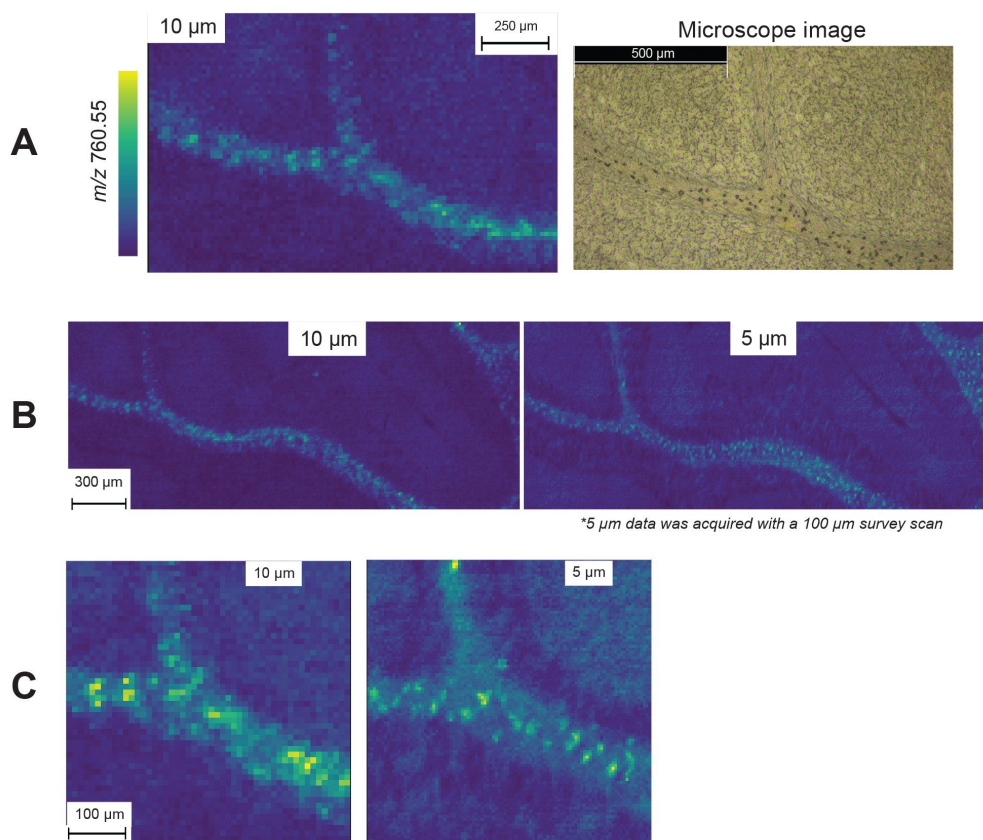 10 µm
250 µm
Microscope image
500 µm
A
m/z 760.55
B
10 µm
5 µm
300 µm
*5 µm data was acquired with a 100 µm survey scan
C
10 µm
5 µm
100 µm